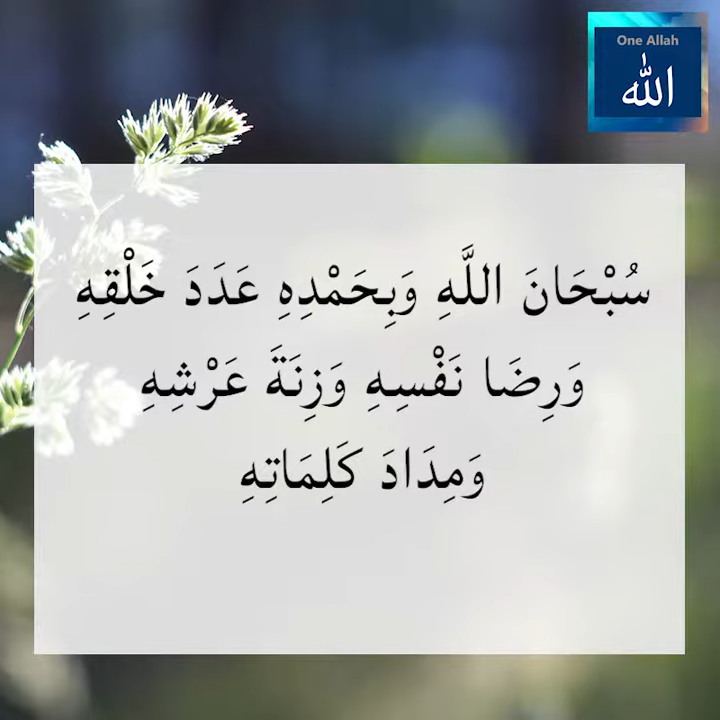 One Allah
الله
سُبْحَانَ اللَّهِ وَبِحَمْدِهِ عَدَدَ خَلْقِهِ
وَرِضَا نَفْسِهِ وَزِنَةَ عَرْشِهِ
وَمِدَادَ كَلِمَاتِهِ